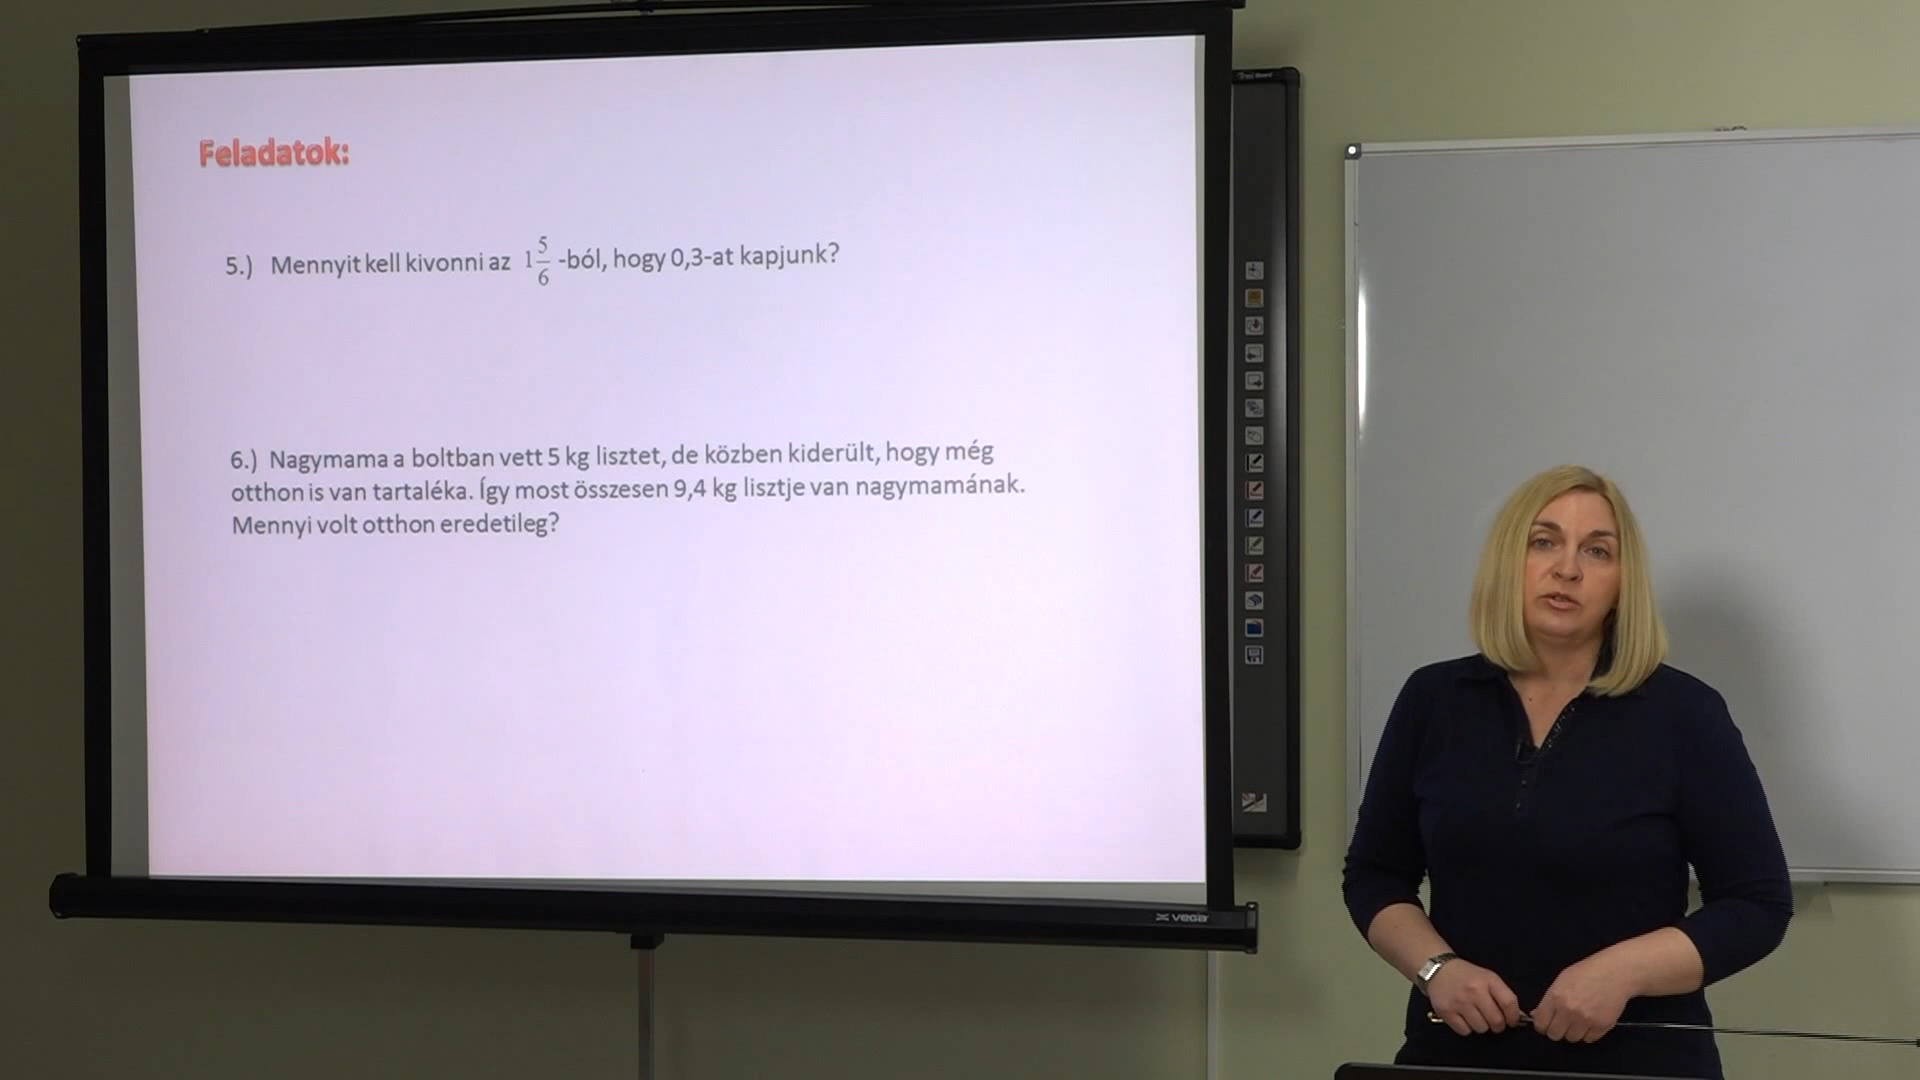 Feladatok:
5.) Mennyit kell kivonni az 1 5/6 -ból, hogy 0,3-at kapjunk?
6.) Nagymama a boltban vett 5 kg lisztet, de közben kiderült, hogy még
otthon is van tartaléka. Így most összesen 9,4 kg lisztje van nagymamának.
Mennyi volt otthon eredetileg?
VEGA